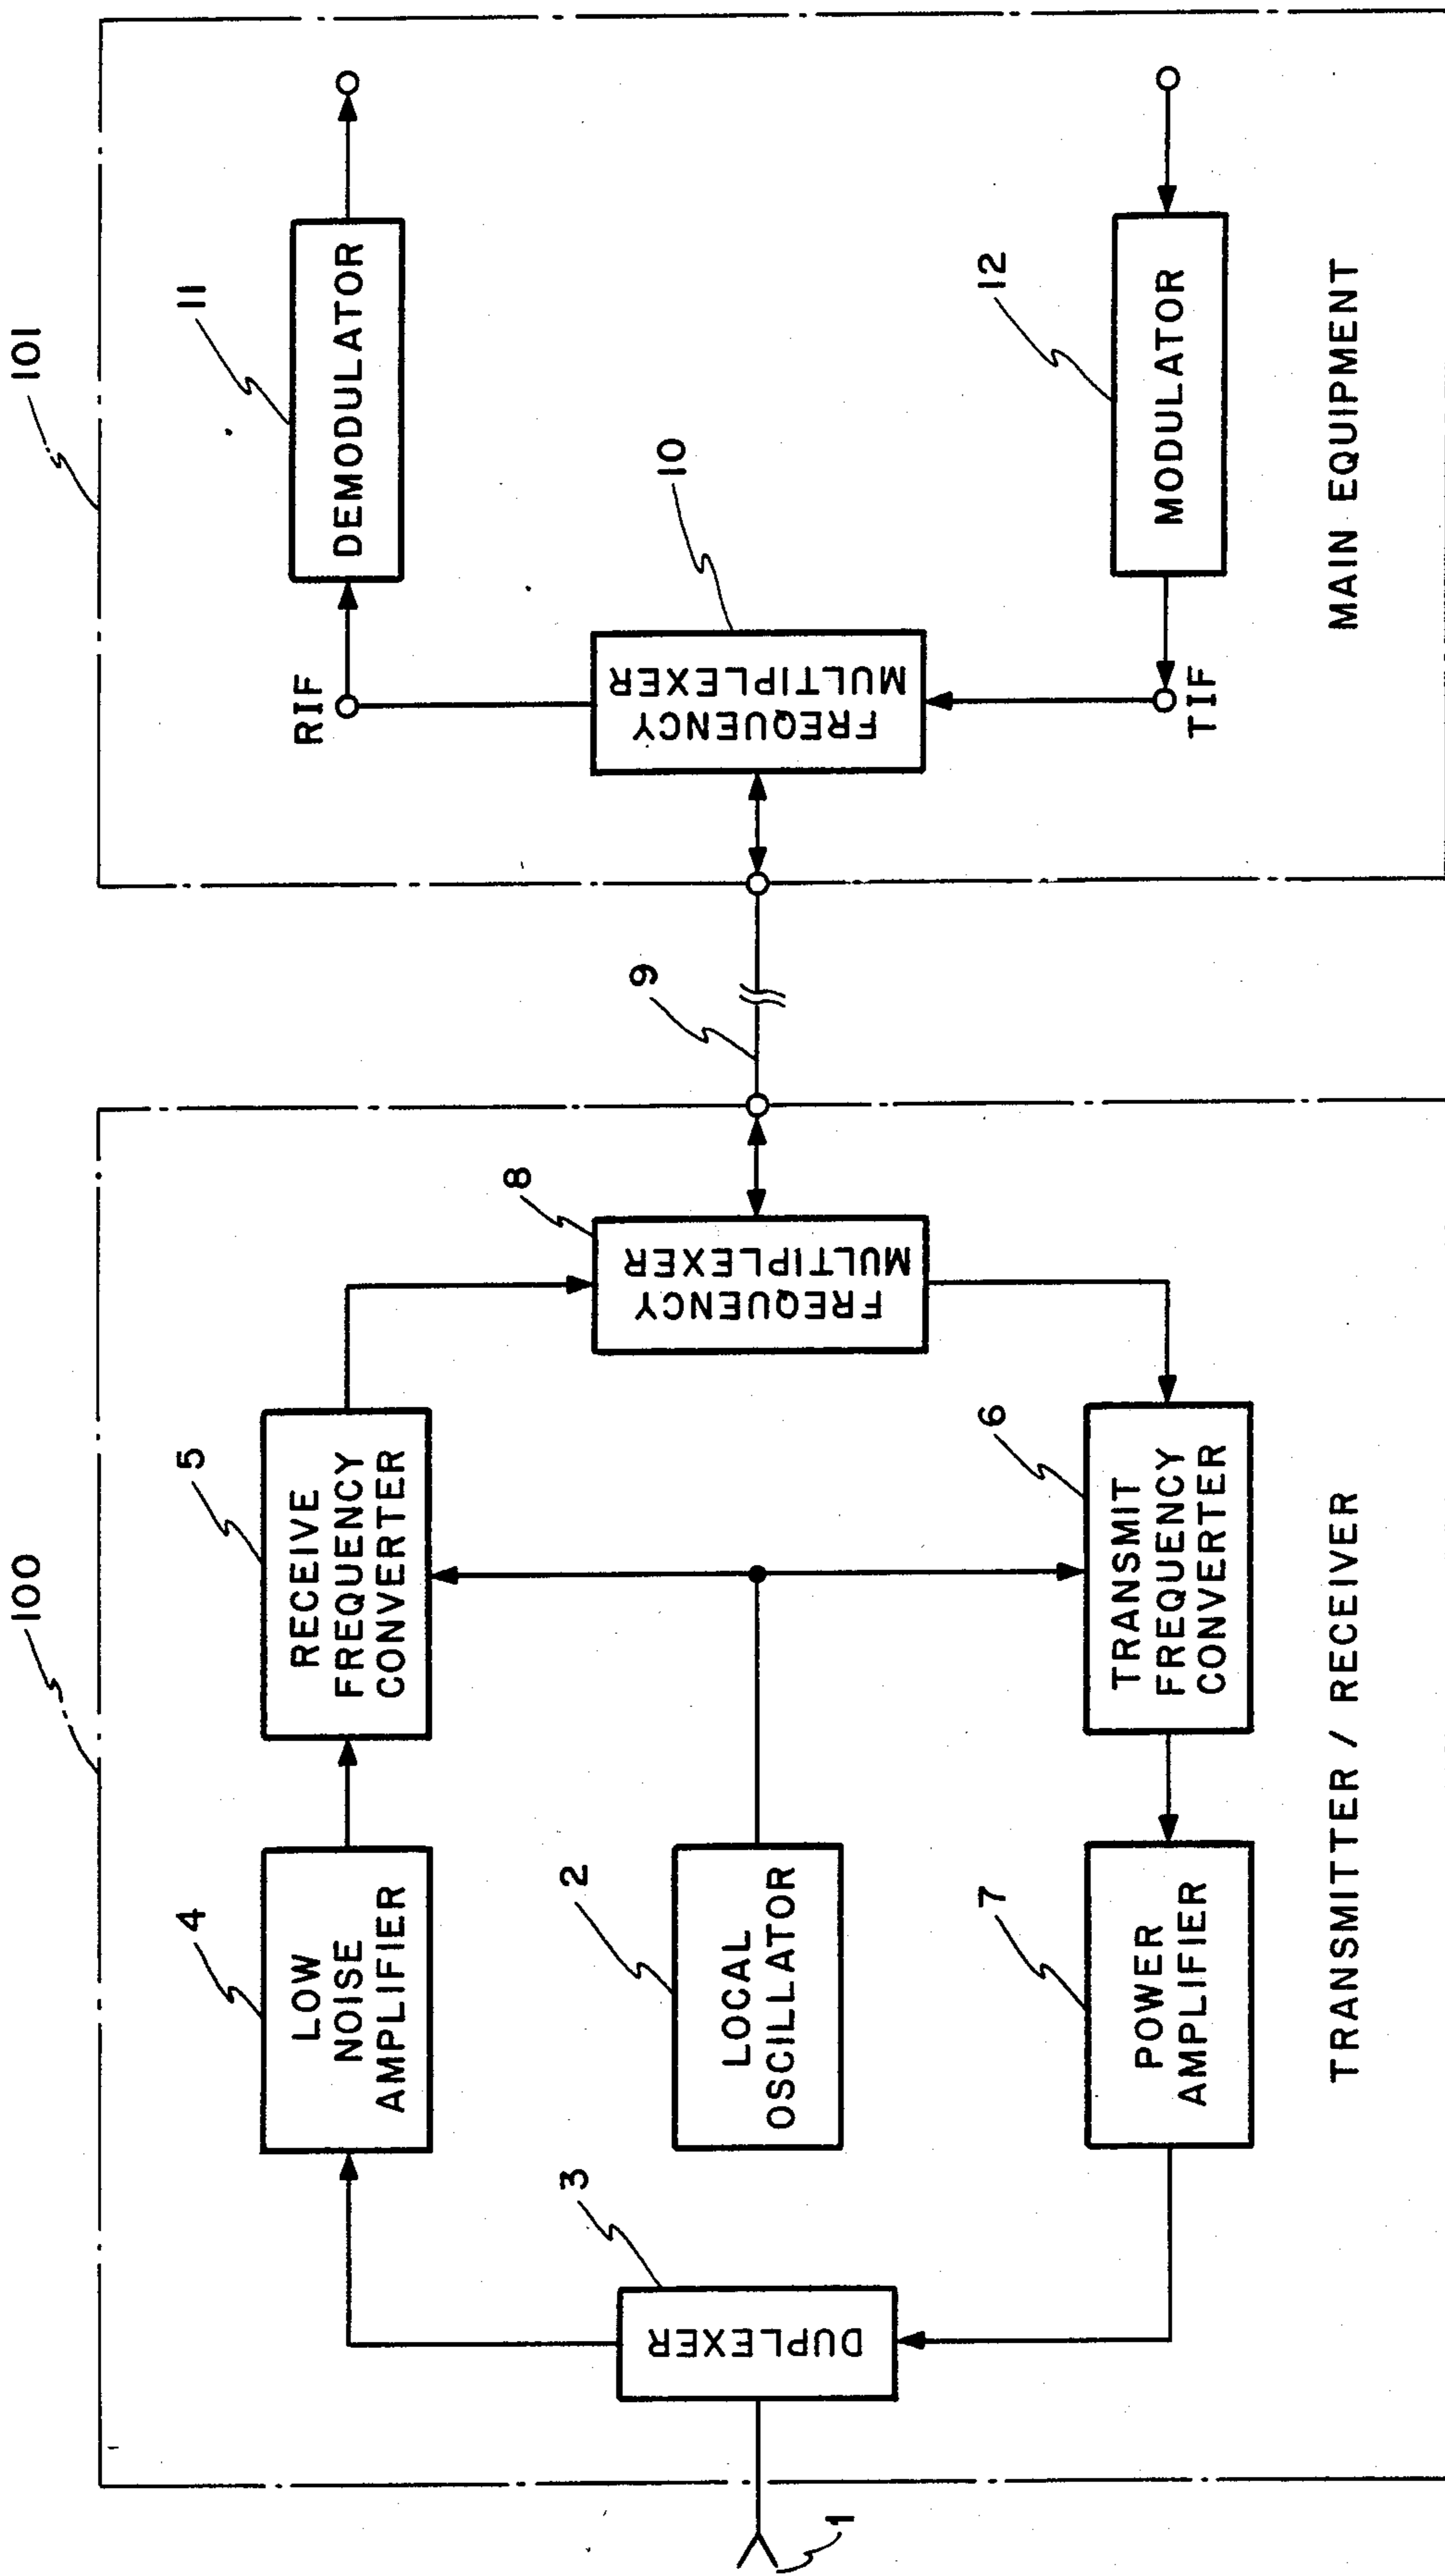 100
101
1
3
DUPLEXER
4
LOW
NOISE
AMPLIFIER
5
RECEIVE
FREQUENCY
CONVERTER
2
LOCAL
OSCILLATOR
7
POWER
AMPLIFIER
6
TRANSMIT
FREQUENCY
CONVERTER
8
FREQUENCY
MULTIPLEXER
TRANSMITTER / RECEIVER
9
10
FREQUENCY
MULTIPLEXER
RIF
11
DEMODULATOR
TIF
12
MODULATOR
MAIN EQUIPMENT